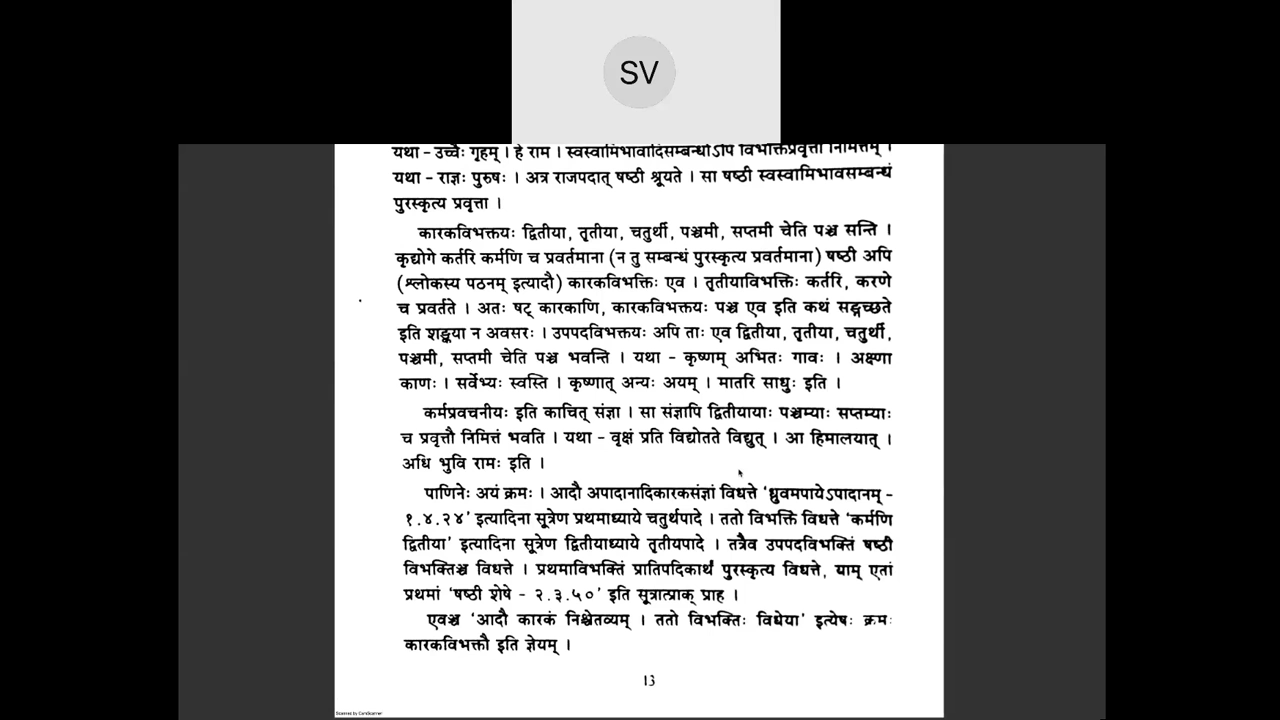 SV
यथा - उच्चैः गृहम् । हे राम । स्वस्वामिभावादिसम्बन्धोऽपि विभक्तिप्रवृत्तौ निमित्तम् ।
यथा - राज्ञः पुरुषः । अत्र राजपदात् षष्ठी श्रूयते । सा षष्ठी स्वस्वामिभावसम्बन्धं
पुरस्कृत्य प्रवृत्ता ।
कारकविभक्तयः द्वितीया, तृतीया, चतुर्थी, पञ्चमी, सप्तमी चेति पञ्च सन्ति ।
कृद्योगे कर्तरि कर्मणि च प्रवर्तमाना (न तु सम्बन्धं पुरस्कृत्य प्रवर्तमाना) षष्ठी अपि
(श्लोकस्य पठनम् इत्यादौ) कारकविभक्तिः एव । तृतीयाविभक्तिः कर्तरि, करणे
च प्रवर्तते । अतः षट् कारकाणि, कारकविभक्तयः पञ्च एव इति कथं सङ्गच्छते
इति शङ्कया न अवसरः । उपपदविभक्तयः अपि ताः एव द्वितीया, तृतीया, चतुर्थी,
पञ्चमी, सप्तमी चेति पञ्च भवन्ति । यथा - कृष्णम् अभितः गावः । अक्ष्णा
काणः । सर्वेभ्यः स्वस्ति । कृष्णात् अन्यः अयम् । मातरि साधुः इति ।
कर्मप्रवचनीयः इति काचित् संज्ञा । सा संज्ञापि द्वितीयायाः पञ्चम्याः सप्तम्याः
च प्रवृत्तौ निमित्तं भवति । यथा - वृक्षं प्रति विद्योतते विद्युत् । आ हिमालयात् ।
अधि भुवि रामः इति ।
पाणिनेः अयं क्रमः । आदौ अपादानादिकारकसंज्ञां विधत्ते 'ध्रुवमपायेऽपादानम् -
१.४.२४' इत्यादिना सूत्रेण प्रथमाध्याये चतुर्थपादे । ततो विभक्तिं विधत्ते 'कर्मणि
द्वितीया' इत्यादिना सूत्रेण द्वितीयाध्याये तृतीयपादे । तत्रैव उपपदविभक्तिं षष्ठी
विभक्तिञ्च विधत्ते । प्रथमाविभक्तिं प्रातिपदिकार्थं पुरस्कृत्य विधत्ते, याम् एतां
प्रथमां 'षष्ठी शेषे - २.३.५०' इति सूत्रात्प्राक् प्राह ।
एवञ्च 'आदौ कारकं निश्चेतव्यम् । ततो विभक्तिः विधेया' इत्येषः क्रमः
कारकविभक्तौ इति ज्ञेयम् ।
13
Scanned by CamScanner